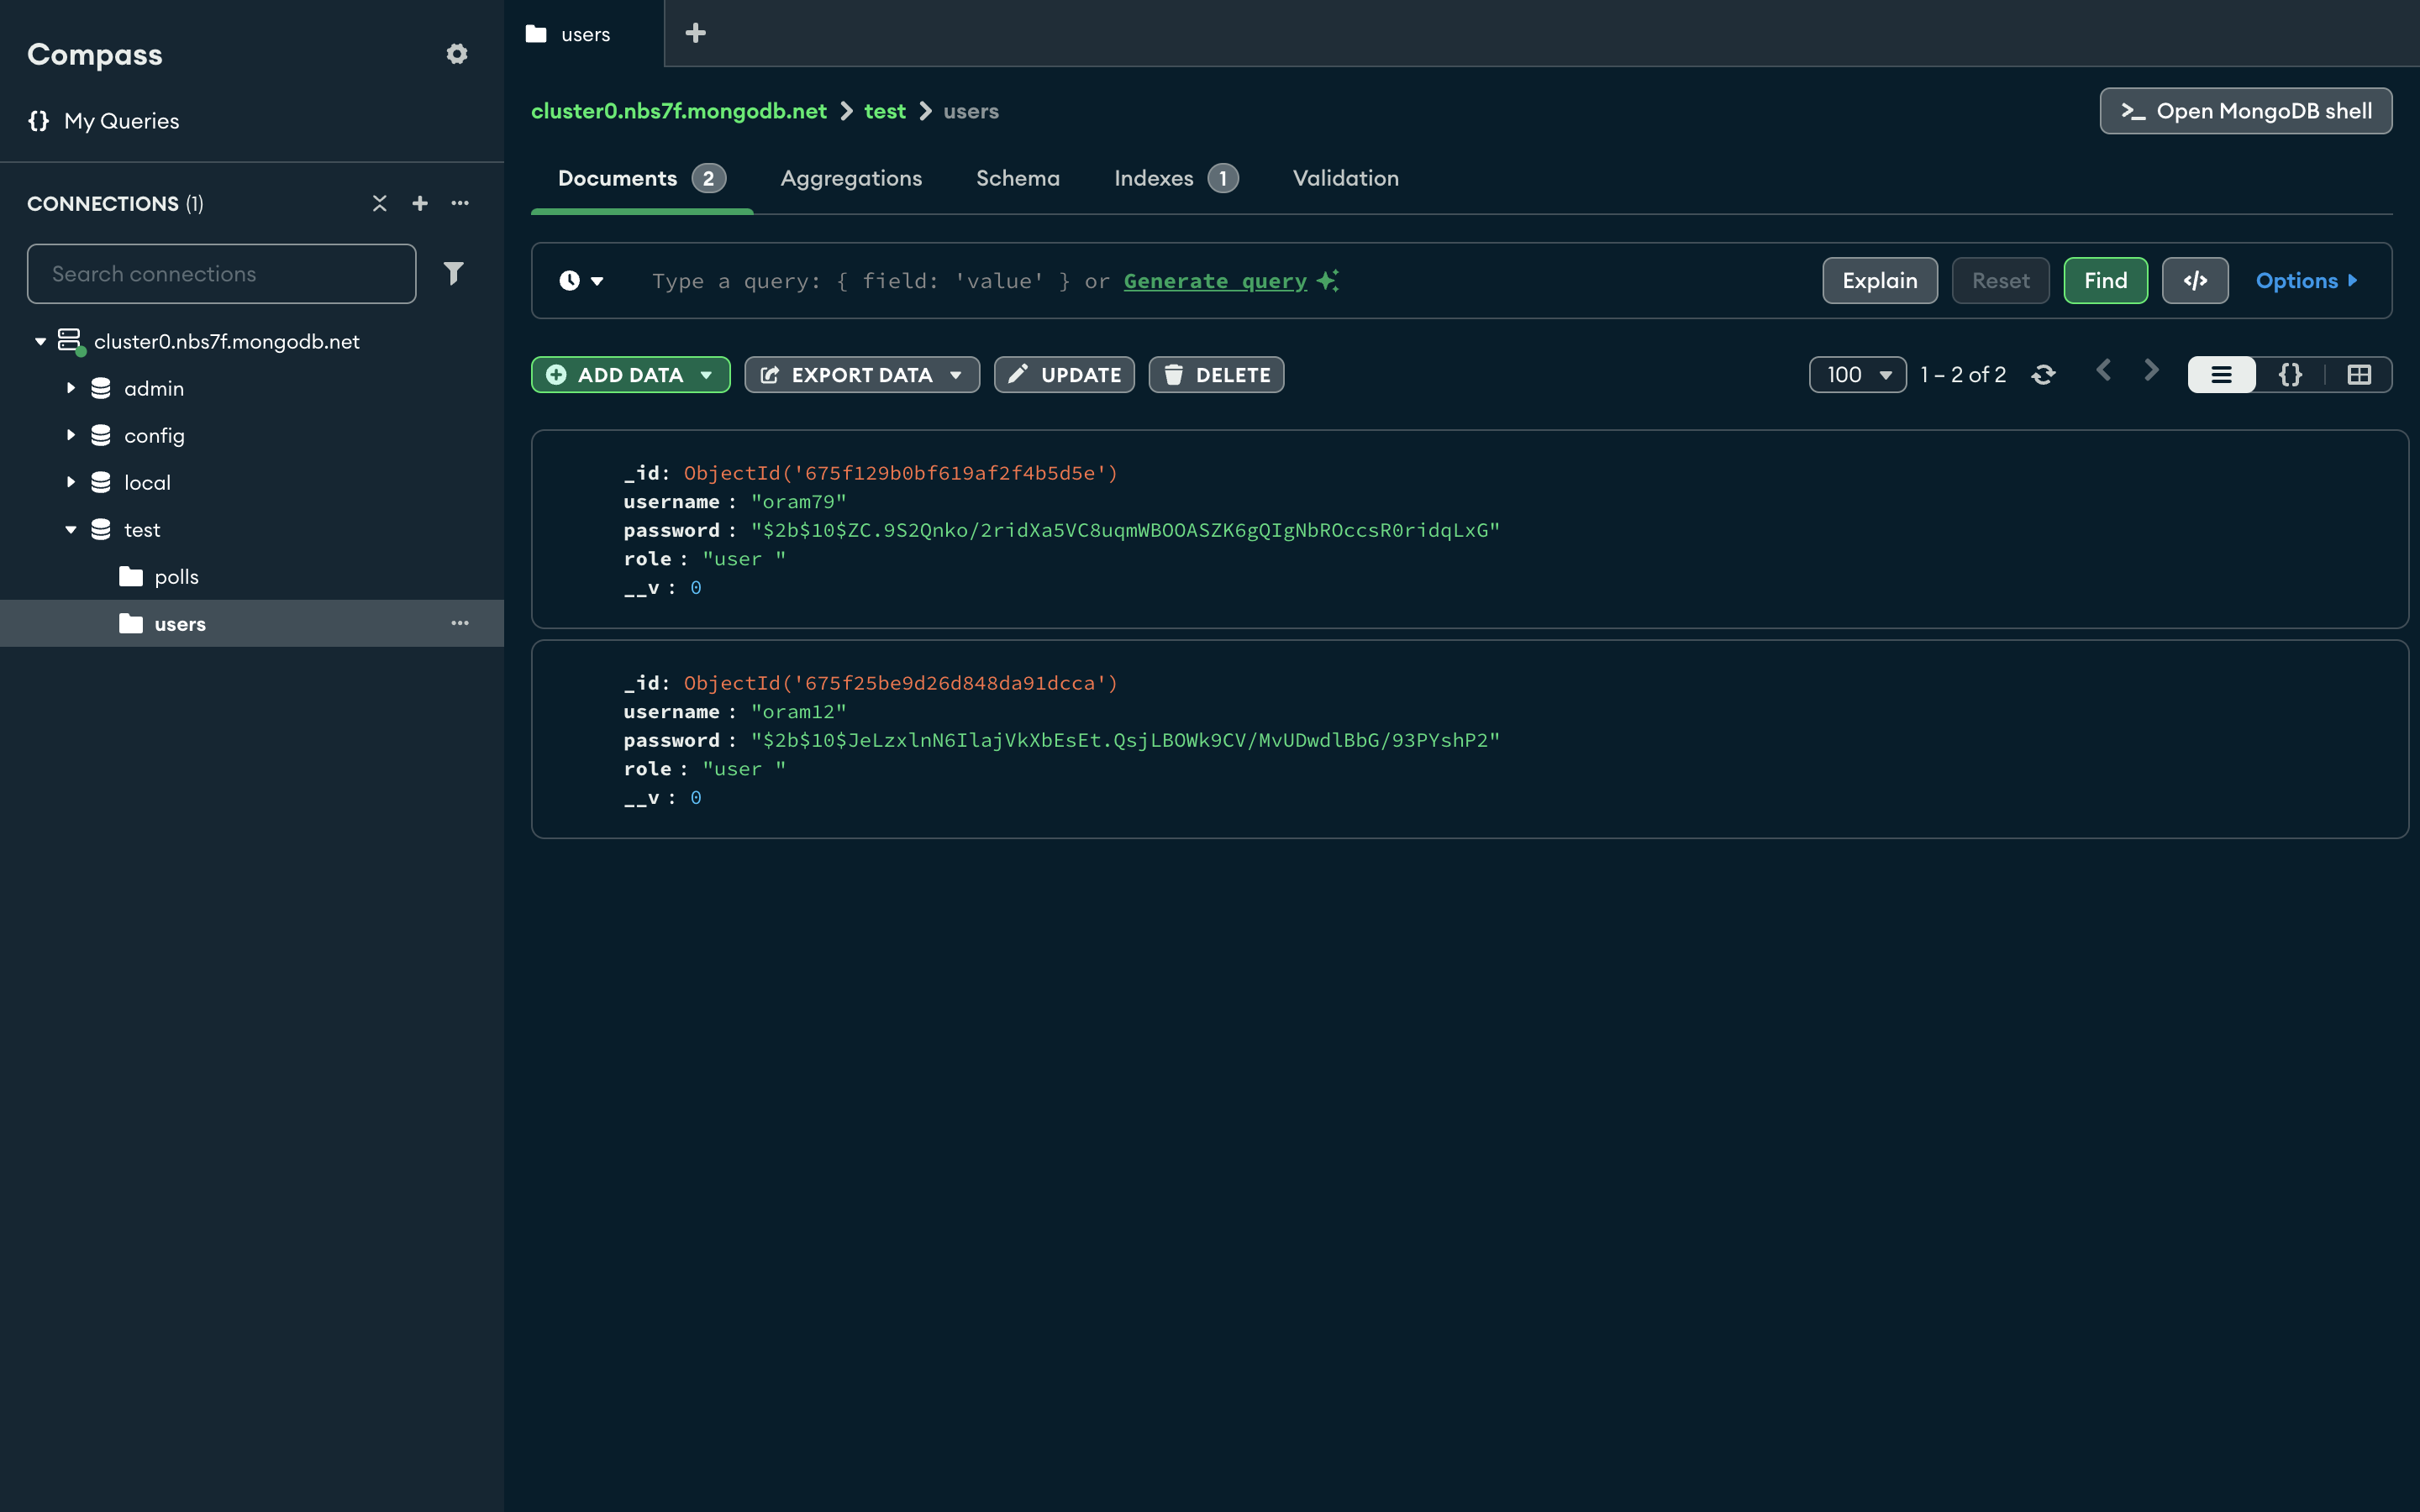 Compass
My Queries
CONNECTIONS (1)
Search connections
cluster0.nbs7f.mongodb.net
admin
config
local
test
polls
users
users
cluster0.nbs7f.mongodb.net > test > users
>_ Open MongoDB shell
Documents 2 Aggregations Schema Indexes 1 Validation
Type a query: { field: 'value' } or Generate query
Explain Reset Find </> Options
ADD DATA EXPORT DATA UPDATE DELETE
100 1 – 2 of 2 {}
_id: ObjectId('675f129b0bf619af2f4b5d5e')
username : "oram79"
password : "$2b$10$ZC.9S2Qnko/2ridXa5VC8uqmWBOOASZK6gQIgNbROccsR0ridqLxG"
role : "user "
__v : 0
_id: ObjectId('675f25be9d26d848da91dcca')
username : "oram12"
password : "$2b$10$JeLzxlnN6IlajVkXbEsEt.QsjLBOWk9CV/MvUDwdlBbG/93PYshP2"
role : "user "
__v : 0